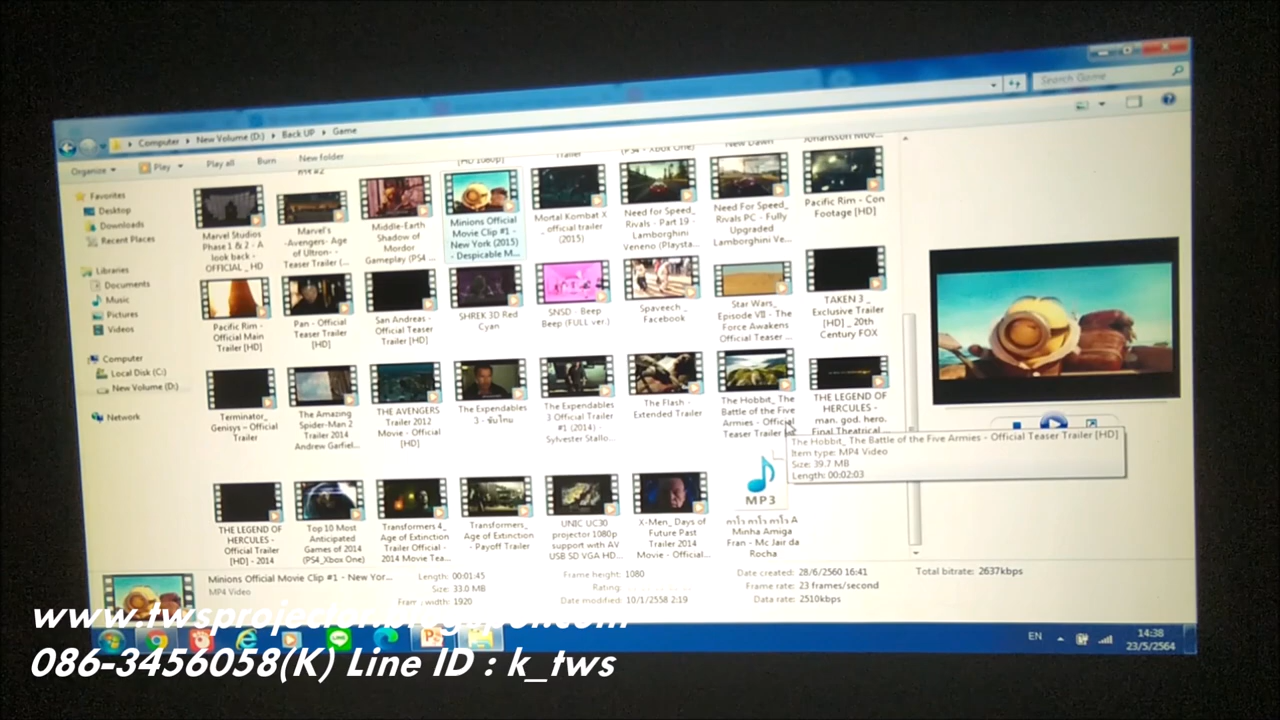 Search Game
Computer ▸ New Volume (D:) ▸ Back UP ▸ Game
Organize Play Play all Burn New folder
Favorites
Desktop
Downloads
Recent Places
Libraries
Documents
Music
Pictures
Videos
Computer
Local Disk (C:)
New Volume (D:)
Network
[HD 1080p]
Trailer
(PS4 - Xbox One)
New Dawn
Marvel Studios
Phase 1 & 2 - A
look back -
OFFICIAL _ HD
Marvel's
-Avengers- Age
of Ultron- -
Teaser Trailer (...
Middle-Earth
Shadow of
Mordor
Gameplay (PS4 ...
Minions Official
Movie Clip #1 -
New York (2015)
- Despicable M...
Mortal Kombat X
- official trailer
(2015)
Need for Speed_
Rivals - Part 19 -
Lamborghini
Veneno (Playsta...
Need For Speed_
Rivals PC - Fully
Upgraded
Lamborghini Ve...
Pacific Rim - Con
Footage [HD]
Pacific Rim -
Official Main
Trailer [HD]
Pan - Official
Teaser Trailer
[HD]
San Andreas -
Official Teaser
Trailer [HD]
SHREK 3D Red
Cyan
SNSD - Beep
Beep (FULL ver.)
Spaveech _
Facebook
Star Wars_
Episode VII - The
Force Awakens
Official Teaser ...
TAKEN 3 _
Exclusive Trailer
[HD] _ 20th
Century FOX
Terminator_
Genisys – Official
Trailer
The Amazing
Spider-Man 2
Trailer 2014
Andrew Garfiel...
THE AVENGERS
Trailer 2012
Movie - Official
[HD]
The Expendables
3 - ซับไทย
The Expendables
3 Official Trailer
#1 (2014) -
Sylvester Stallo...
The Flash -
Extended Trailer
The Hobbit_ The
Battle of the Five
Armies - Official
Teaser Trailer
THE LEGEND OF
HERCULES -
man. god. hero.
Final Theatrical ...
The Hobbit_ The Battle of the Five Armies - Official Teaser Trailer [HD]
Item type: MP4 Video
Size: 39.7 MB
Length: 00:02:03
THE LEGEND OF
HERCULES -
Official Trailer
[HD] - 2014
Top 10 Most
Anticipated
Games of 2014
(PS4_Xbox One)
Transformers 4_
Age of Extinction
Trailer Official -
2014 Movie Tea...
Transformers_
Age of Extinction
- Payoff Trailer
UNIC UC30
projector 1080p
support with AV
USB SD VGA HD...
X-Men_ Days of
Future Past
Trailer 2014
Movie - Official...
MP3
Minha Amiga
Fran - Mc Jair da
Rocha
Minions Official Movie Clip #1 - New Yor...
MP4 Video
Length: 00:01:45
Size: 33.0 MB
Frame width: 1920
Frame height: 1080
Rating:
Date modified: 10/1/2558 2:19
Date created: 28/6/2560 16:41
Frame rate: 23 frames/second
Data rate: 2510kbps
Total bitrate: 2637kbps
EN
14:38
23/5/2564
086-3456058(K) Line ID : k_tws